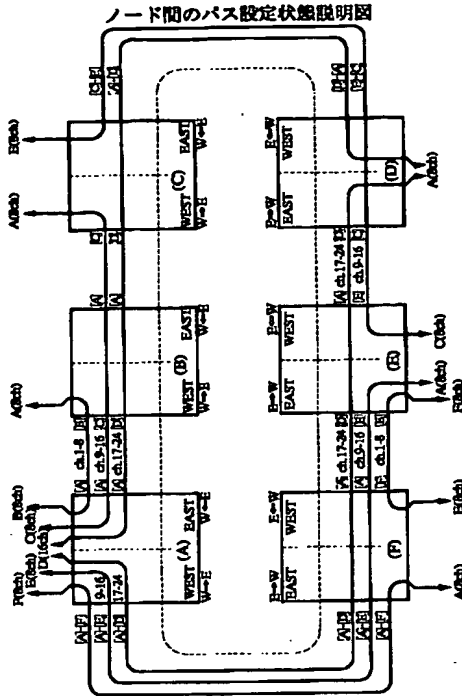 ノード間のパス設定状態説明図
[C-E]
[A-D]
[D-A]
[E-C]
E(8ch)
A(8ch)
EAST
W⇔E
(C)
WEST
W⇔E
E⇔W
WEST
(D)
E⇔W
EAST
A(8ch)
[C]
[D]
[A]
[A]
[A] ch.17-24 [D]
[E] ch.9-16 [C]
A(8ch)
EAST
W⇔E
(B)
WEST
W⇔E
E⇔W
WEST
(E)
E⇔W
EAST
C(8ch)
A(8ch)
F(8ch)
[A] ch.1-8 [B]
[A] ch.9-16 [C]
[A] ch.17-24 [D]
[A] ch.17-24 [D]
[A] ch.9-16 [E]
[F] ch.1-8 [E]
B(8ch)
C(8ch)
D(16ch)
E(8ch)
F(8ch)
EAST
W⇔E
(A)
WEST
W⇔E
9-16
17-24
E⇔W
WEST
(F)
E⇔W
EAST
E(8ch)
A(8ch)
[A-F]
[A-E]
[A-D]
[A-D]
[A-E]
[A-F]